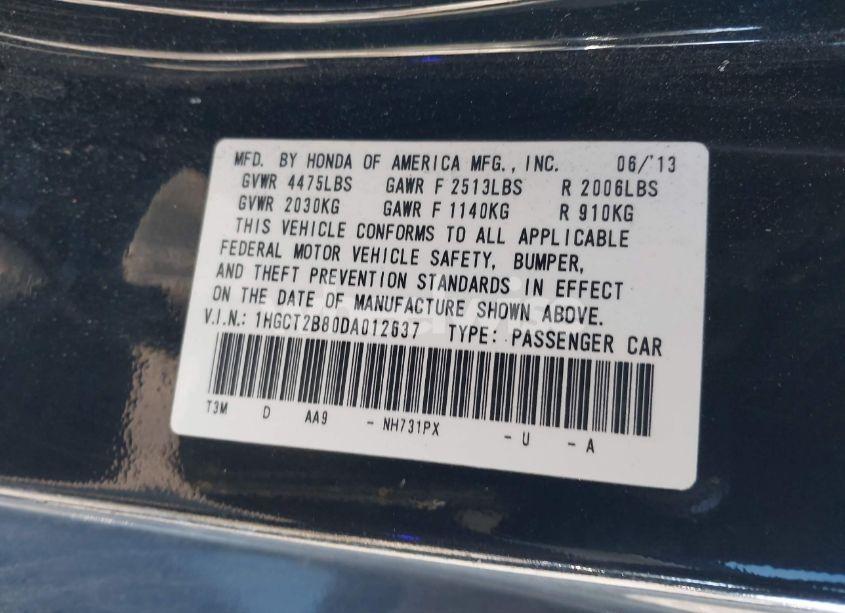 MFD. BY HONDA OF AMERICA MFG., INC. 06/'13
GVWR 4475LBS GAWR F 2513LBS R 2006LBS
GVWR 2030KG GAWR F 1140KG R 910KG
THIS VEHICLE CONFORMS TO ALL APPLICABLE
FEDERAL MOTOR VEHICLE SAFETY, BUMPER,
AND THEFT PREVENTION STANDARDS IN EFFECT
ON THE DATE OF MANUFACTURE SHOWN ABOVE.
V.I.N.: 1HGCT2B80DA012637 TYPE: PASSENGER CAR
T3M D AA9 - NH731PX - U - A